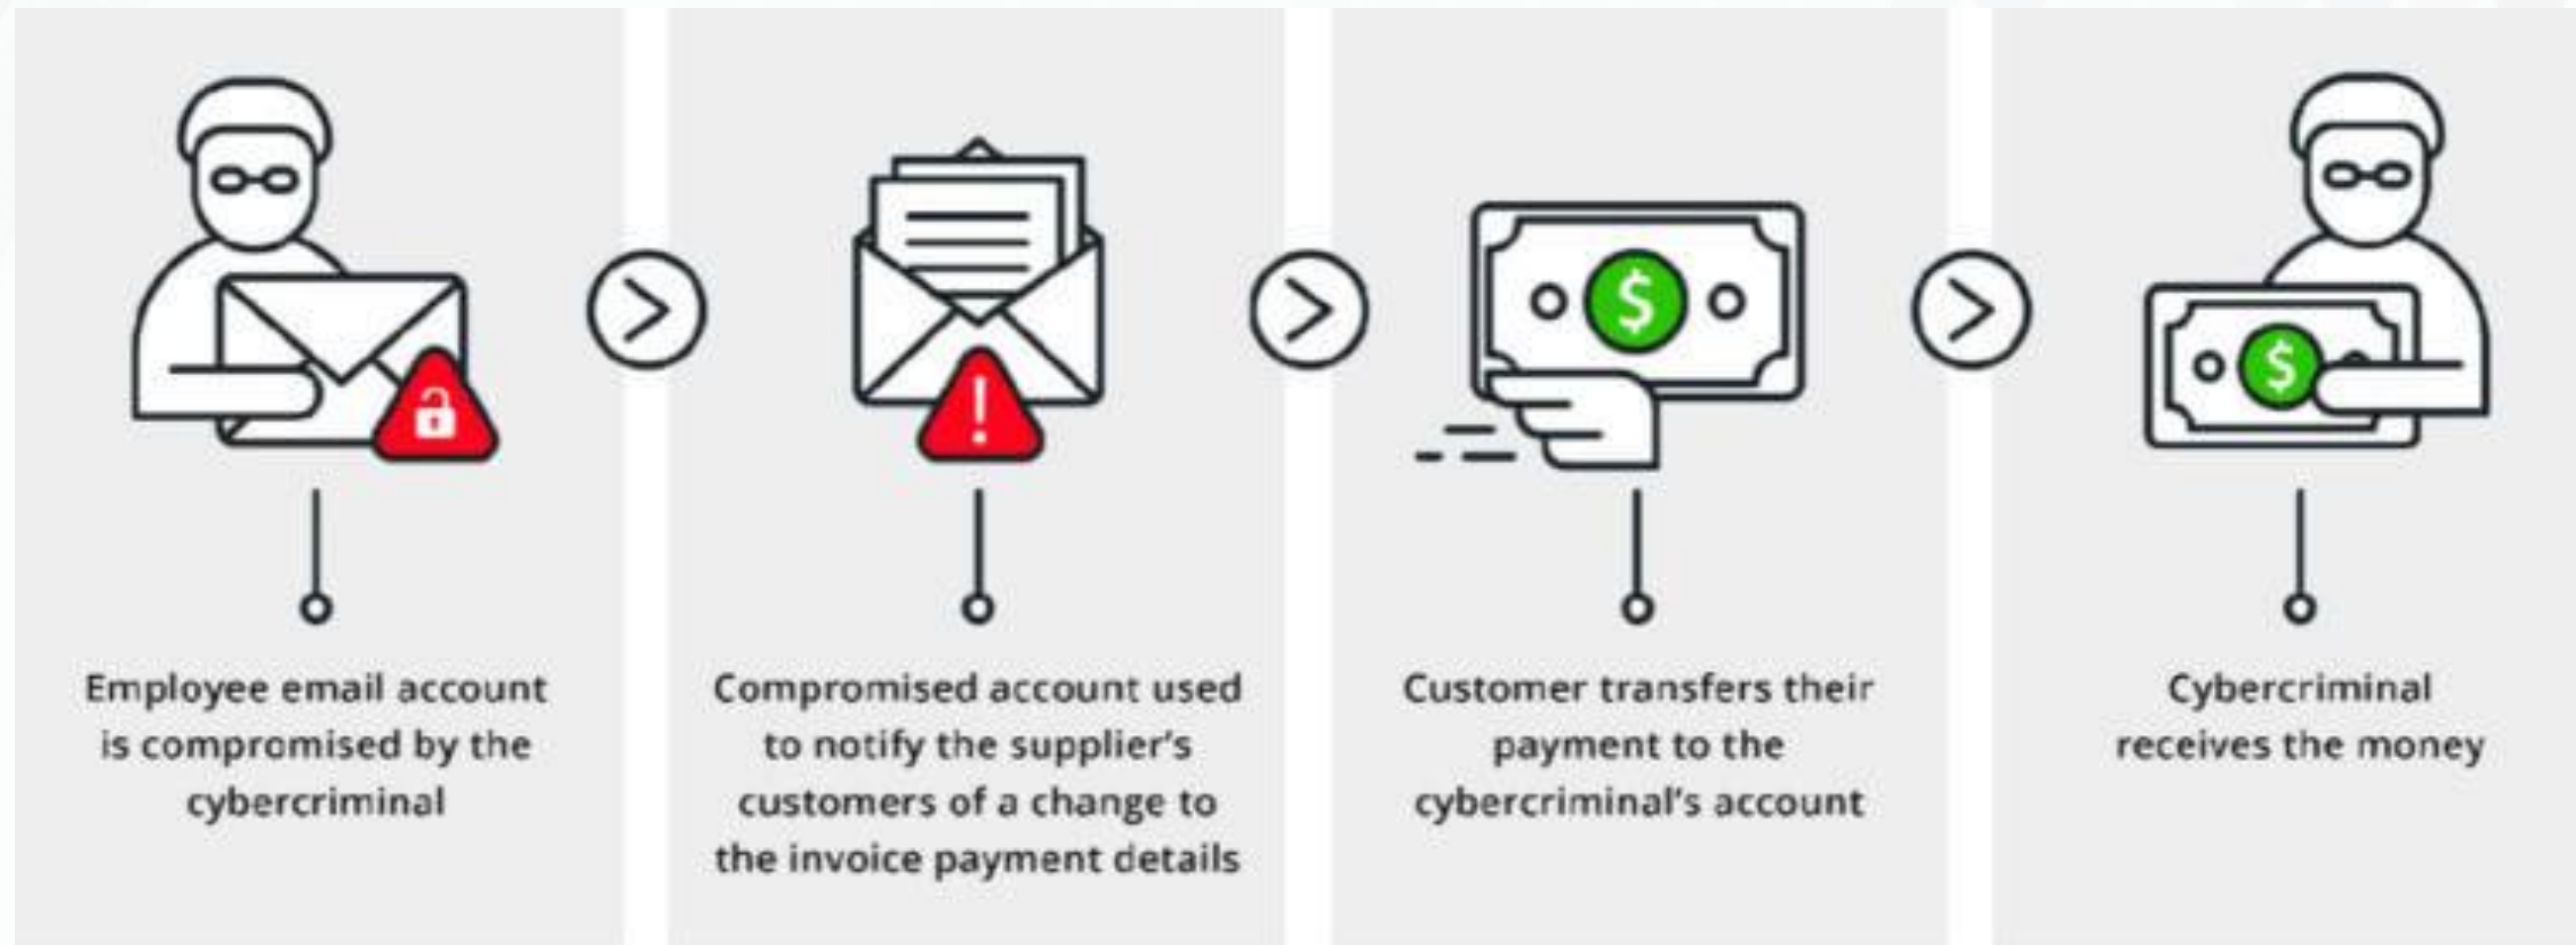 Employee email account
is compromised by the
cybercriminal
Compromised account used
to notify the supplier's
customers of a change to
the invoice payment details
Customer transfers their
payment to the
cybercriminal's account
Cybercriminal
receives the money